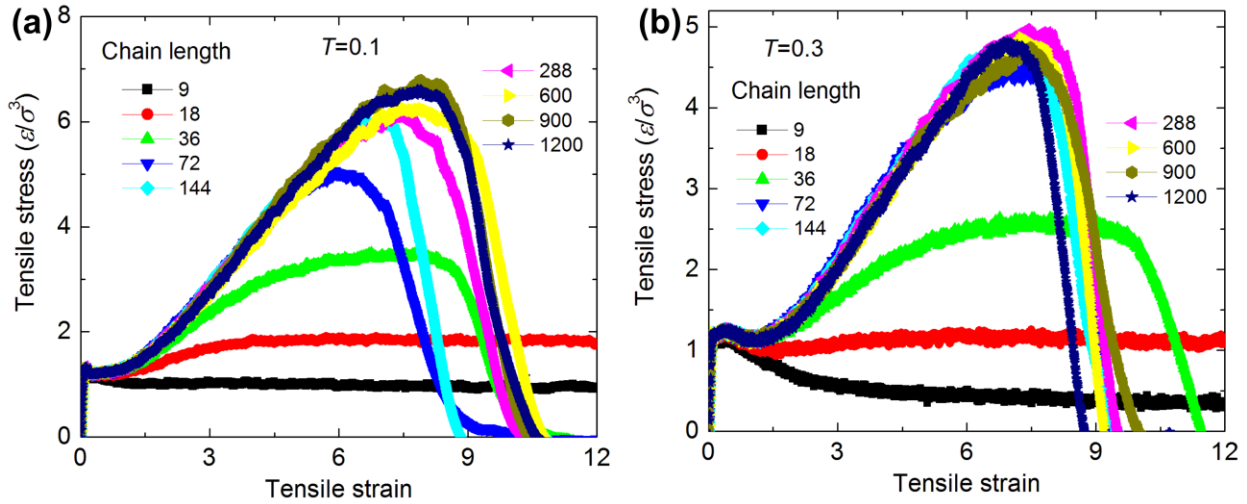 (a)
8
6
4
2
0
Tensile stress (ε/σ³)
Chain length
9
18
36
72
144
T=0.1
288
600
900
1200
0 3 6 9 12
Tensile strain
(b)
5
4
3
2
1
0
Tensile stress (ε/σ³)
T=0.3
Chain length
9
18
36
72
144
288
600
900
1200
0 3 6 9 12
Tensile strain